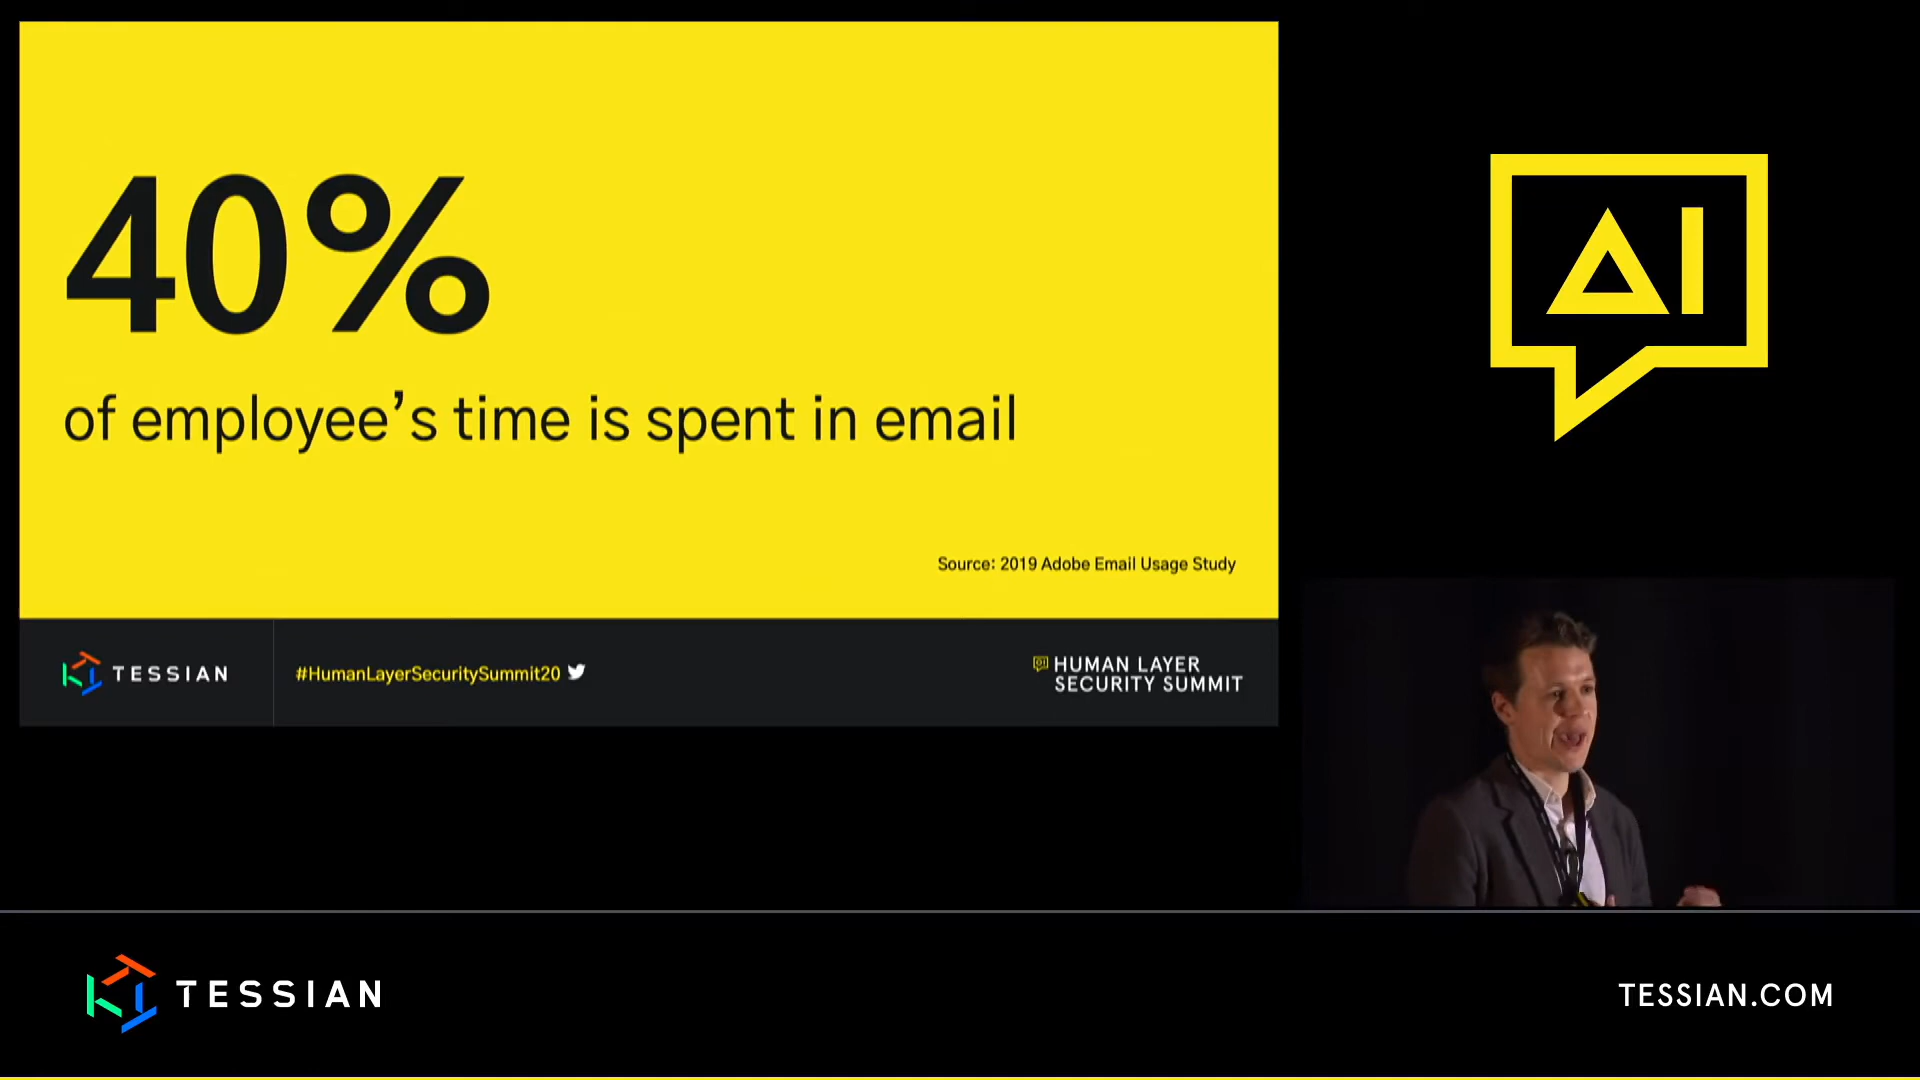 40%
of employee’s time is spent in email
Source: 2019 Adobe Email Usage Study
TESSIAN
#HumanLayerSecuritySummit20
HUMAN LAYER
SECURITY SUMMIT
AI
TESSIAN
TESSIAN.COM